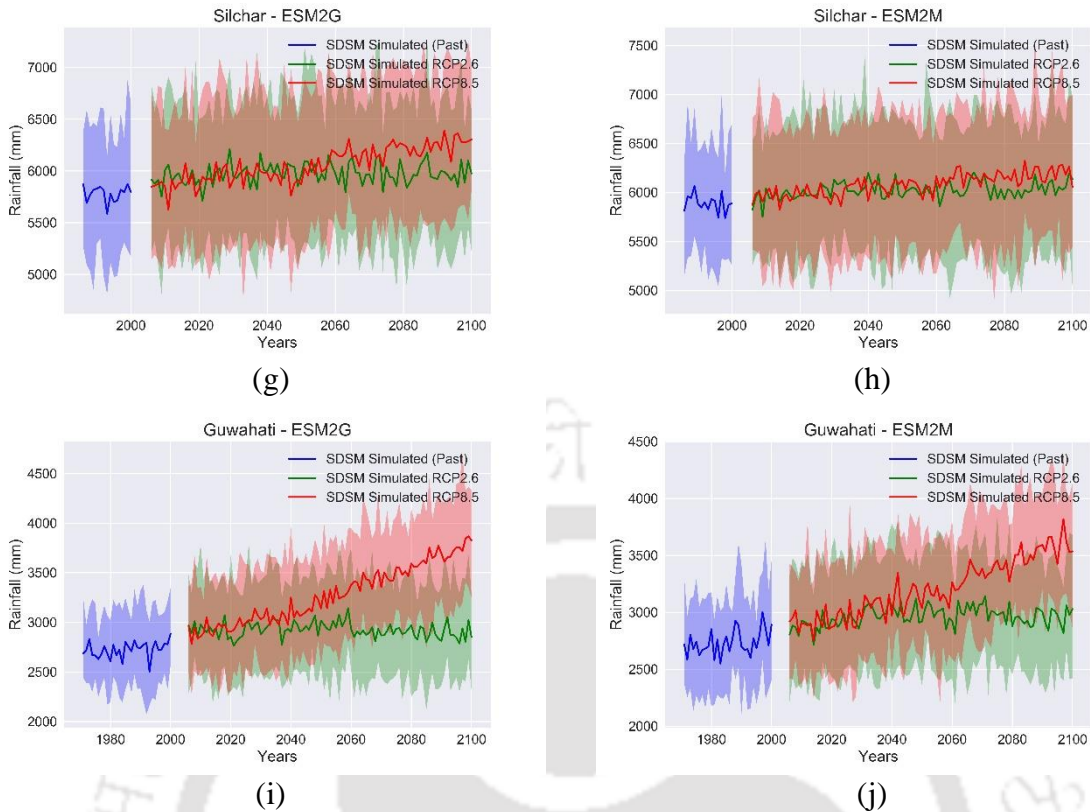 Silchar - ESM2G
SDSM Simulated (Past)
SDSM Simulated RCP2.6
SDSM Simulated RCP8.5
Rainfall (mm)
7000
6500
6000
5500
5000
2000 2020 2040 2060 2080 2100
Years
(g)
Silchar - ESM2M
SDSM Simulated (Past)
SDSM Simulated RCP2.6
SDSM Simulated RCP8.5
Rainfall (mm)
7500
7000
6500
6000
5500
5000
2000 2020 2040 2060 2080 2100
Years
(h)
Guwahati - ESM2G
SDSM Simulated (Past)
SDSM Simulated RCP2.6
SDSM Simulated RCP8.5
Rainfall (mm)
4500
4000
3500
3000
2500
2000
1980 2000 2020 2040 2060 2080 2100
Years
(i)
Guwahati - ESM2M
SDSM Simulated (Past)
SDSM Simulated RCP2.6
SDSM Simulated RCP8.5
Rainfall (mm)
4500
4000
3500
3000
2500
2000
1980 2000 2020 2040 2060 2080 2100
Years
(j)